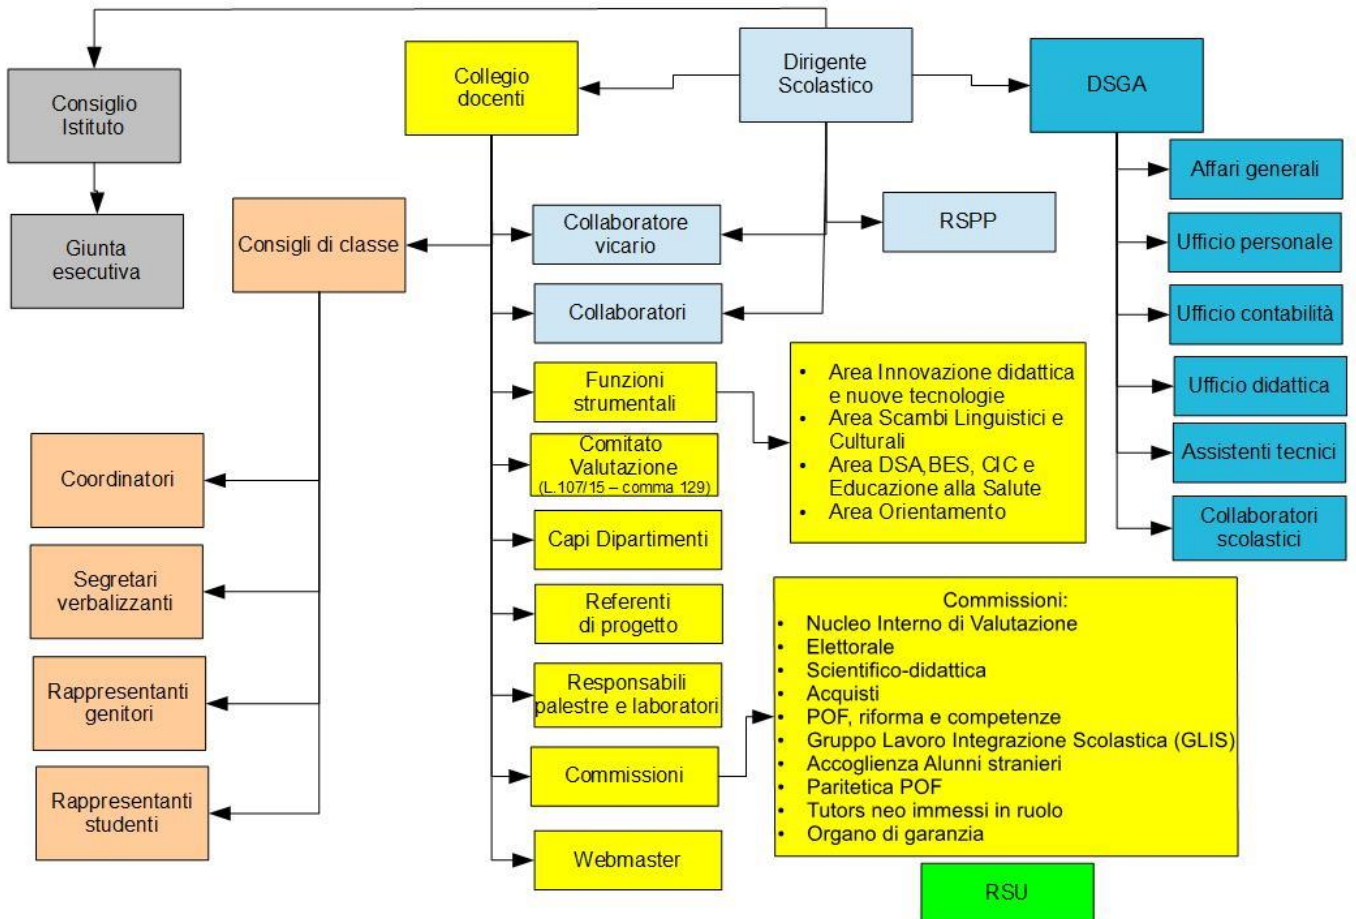 Dirigente
Scolastico
Consiglio
Istituto
Giunta
esecutiva
Collegio
docenti
DSGA
Affari generali
Ufficio personale
Ufficio contabilità
Ufficio didattica
Assistenti tecnici
Collaboratori
scolastici
RSPP
Consigli di classe
Coordinatori
Segretari
verbalizzanti
Rappresentanti
genitori
Rappresentanti
studenti
Collaboratore
vicario
Collaboratori
Funzioni
strumentali
Comitato
Valutazione
(L.107/15 – comma 129)
Capi Dipartimenti
Referenti
di progetto
Responsabili
palestre e laboratori
Commissioni
Webmaster
• Area Innovazione didattica
e nuove tecnologie
• Area Scambi Linguistici e
Culturali
• Area DSA,BES, CIC e
Educazione alla Salute
• Area Orientamento
Commissioni:
• Nucleo Interno di Valutazione
• Elettorale
• Scientifico-didattica
• Acquisti
• POF, riforma e competenze
• Gruppo Lavoro Integrazione Scolastica (GLIS)
• Accoglienza Alunni stranieri
• Paritetica POF
• Tutors neo immessi in ruolo
• Organo di garanzia
RSU